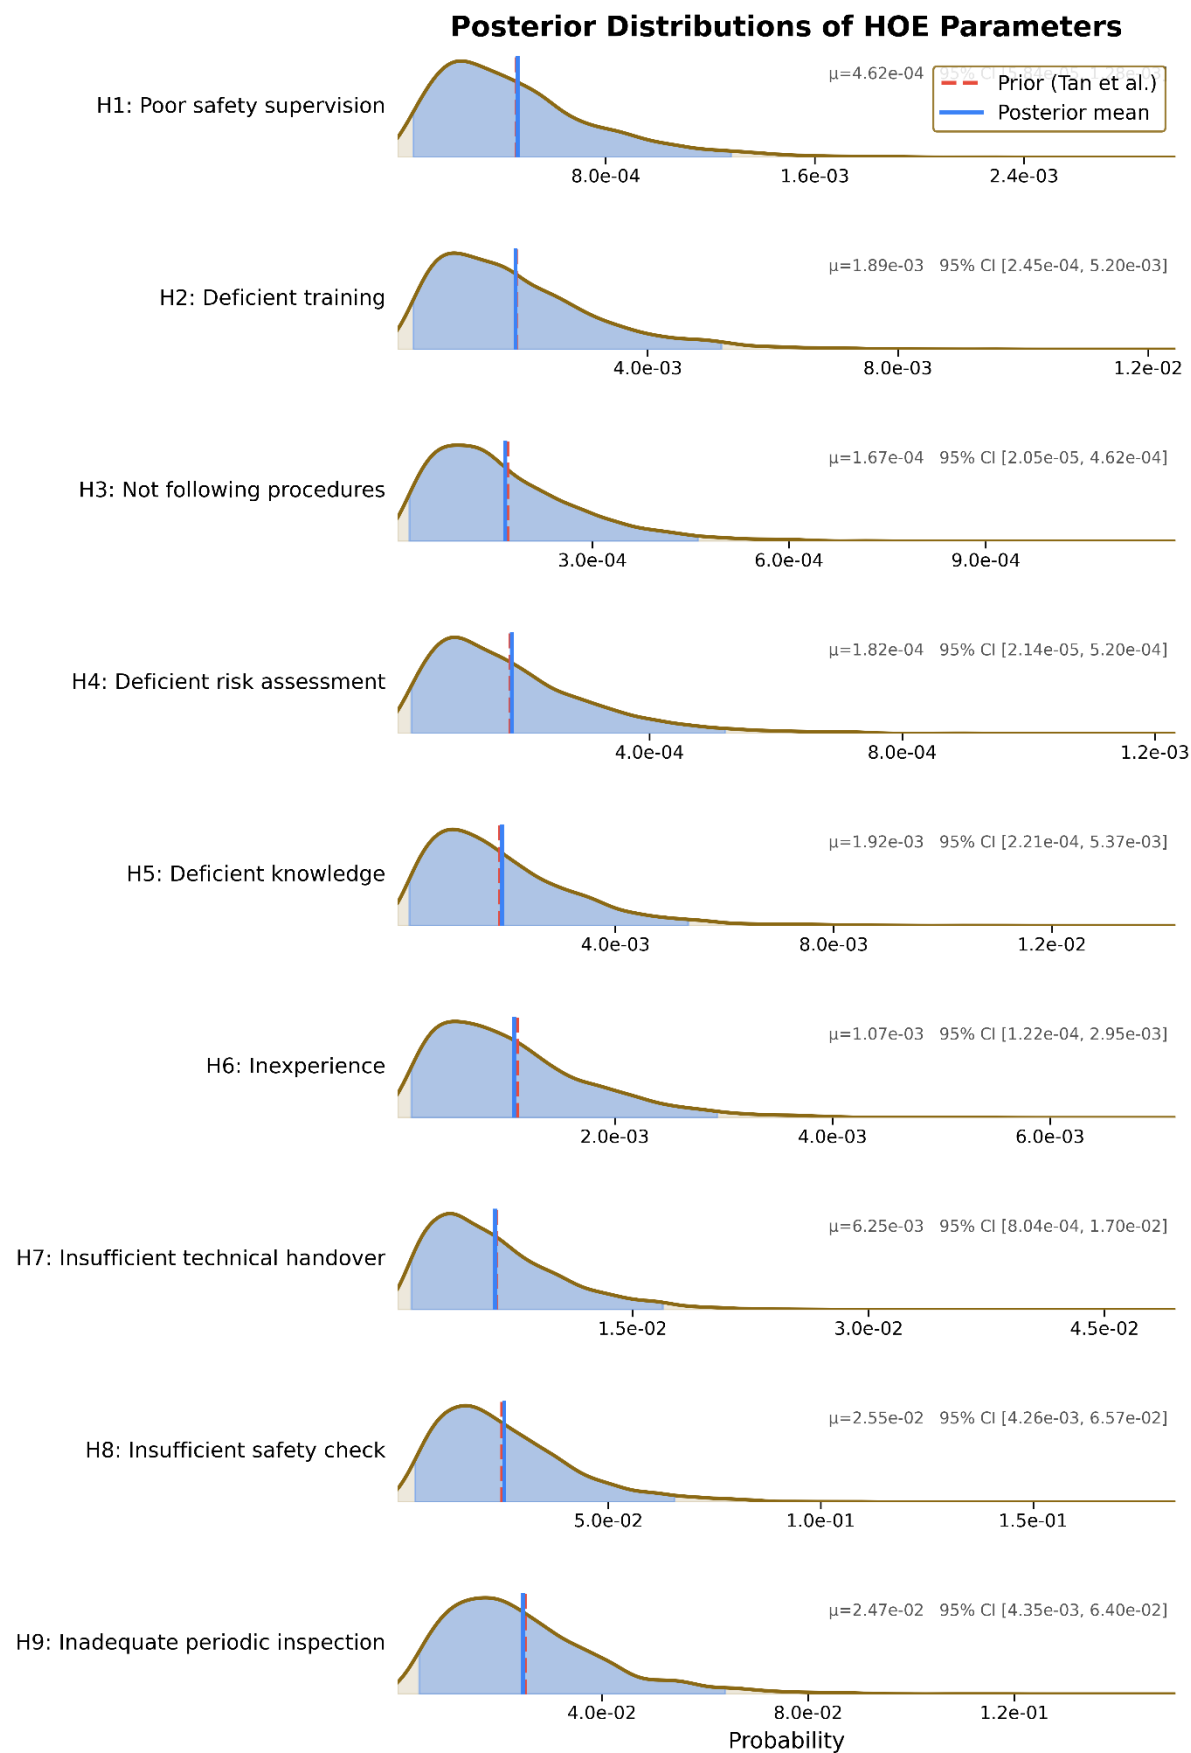 Posterior Distributions of HOE Parameters
μ=4.62e-04 95% CI [5.84e-05, 1.28e-03]
Prior (Tan et al.)
Posterior mean
H1: Poor safety supervision
8.0e-04 1.6e-03 2.4e-03
μ=1.89e-03 95% CI [2.45e-04, 5.20e-03]
H2: Deficient training
4.0e-03 8.0e-03 1.2e-02
μ=1.67e-04 95% CI [2.05e-05, 4.62e-04]
H3: Not following procedures
3.0e-04 6.0e-04 9.0e-04
μ=1.82e-04 95% CI [2.14e-05, 5.20e-04]
H4: Deficient risk assessment
4.0e-04 8.0e-04 1.2e-03
μ=1.92e-03 95% CI [2.21e-04, 5.37e-03]
H5: Deficient knowledge
4.0e-03 8.0e-03 1.2e-02
μ=1.07e-03 95% CI [1.22e-04, 2.95e-03]
H6: Inexperience
2.0e-03 4.0e-03 6.0e-03
μ=6.25e-03 95% CI [8.04e-04, 1.70e-02]
H7: Insufficient technical handover
1.5e-02 3.0e-02 4.5e-02
μ=2.55e-02 95% CI [4.26e-03, 6.57e-02]
H8: Insufficient safety check
5.0e-02 1.0e-01 1.5e-01
μ=2.47e-02 95% CI [4.35e-03, 6.40e-02]
H9: Inadequate periodic inspection
4.0e-02 8.0e-02 1.2e-01
Probability